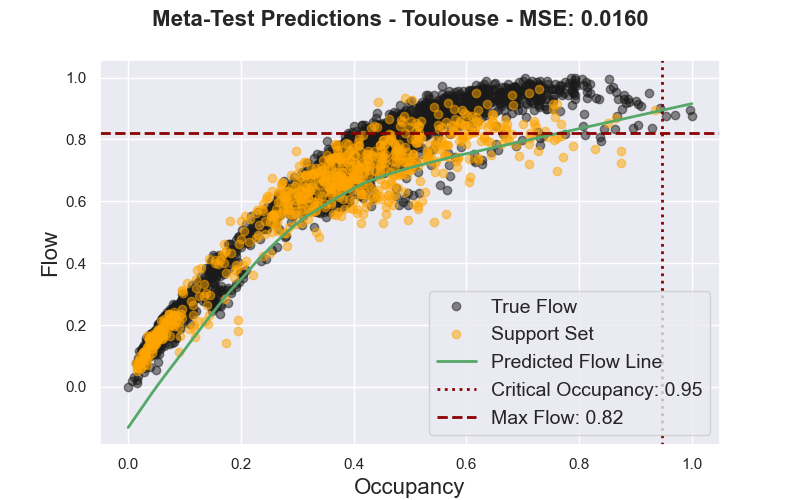 Meta-Test Predictions - Toulouse - MSE: 0.0160
1.0
0.8
0.6
0.4
0.2
0.0
Flow
True Flow
Support Set
Predicted Flow Line
Critical Occupancy: 0.95
Max Flow: 0.82
0.0 0.2 0.4 0.6 0.8 1.0
Occupancy